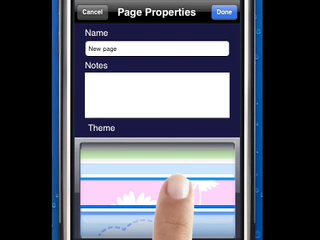 Cancel
Page Properties
Done
Name
New page
Notes
Theme